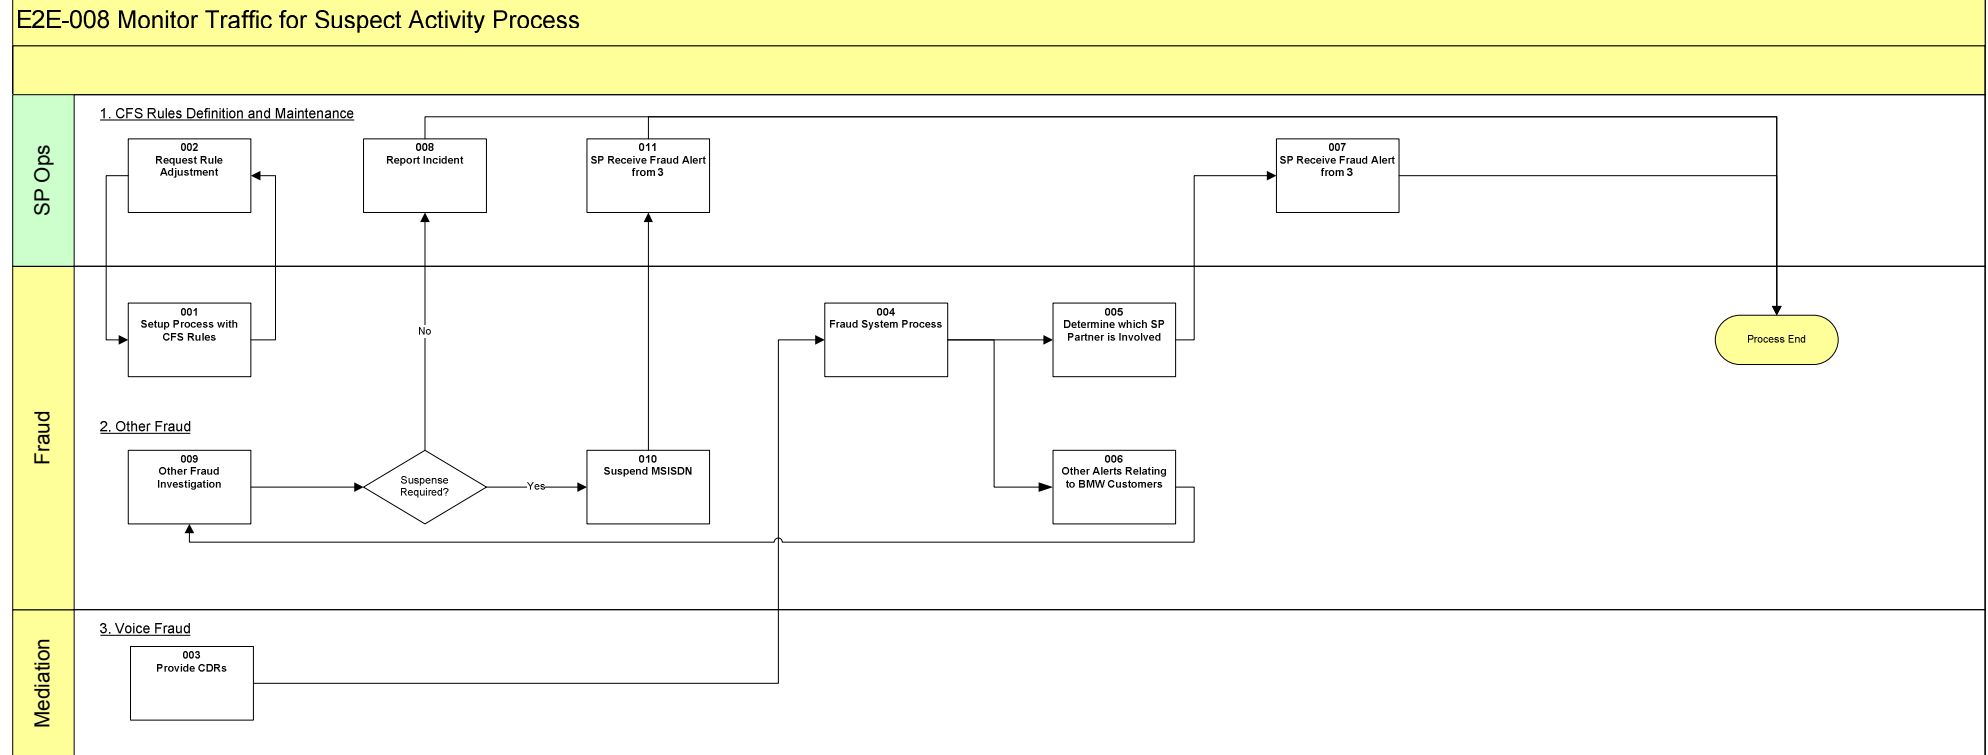 E2E-008 Monitor Traffic for Suspect Activity Process
SP Ops
1. CFS Rules Definition and Maintenance
002
Request Rule
Adjustment
008
Report Incident
011
SP Receive Fraud Alert
from 3
007
SP Receive Fraud Alert
from 3
Fraud
001
Setup Process with
CFS Rules
No
004
Fraud System Process
005
Determine which SP
Partner is Involved
Process End
2. Other Fraud
009
Other Fraud
Investigation
Suspense
Required?
Yes
010
Suspend MSISDN
006
Other Alerts Relating
to BMW Customers
Mediation
3. Voice Fraud
003
Provide CDRs